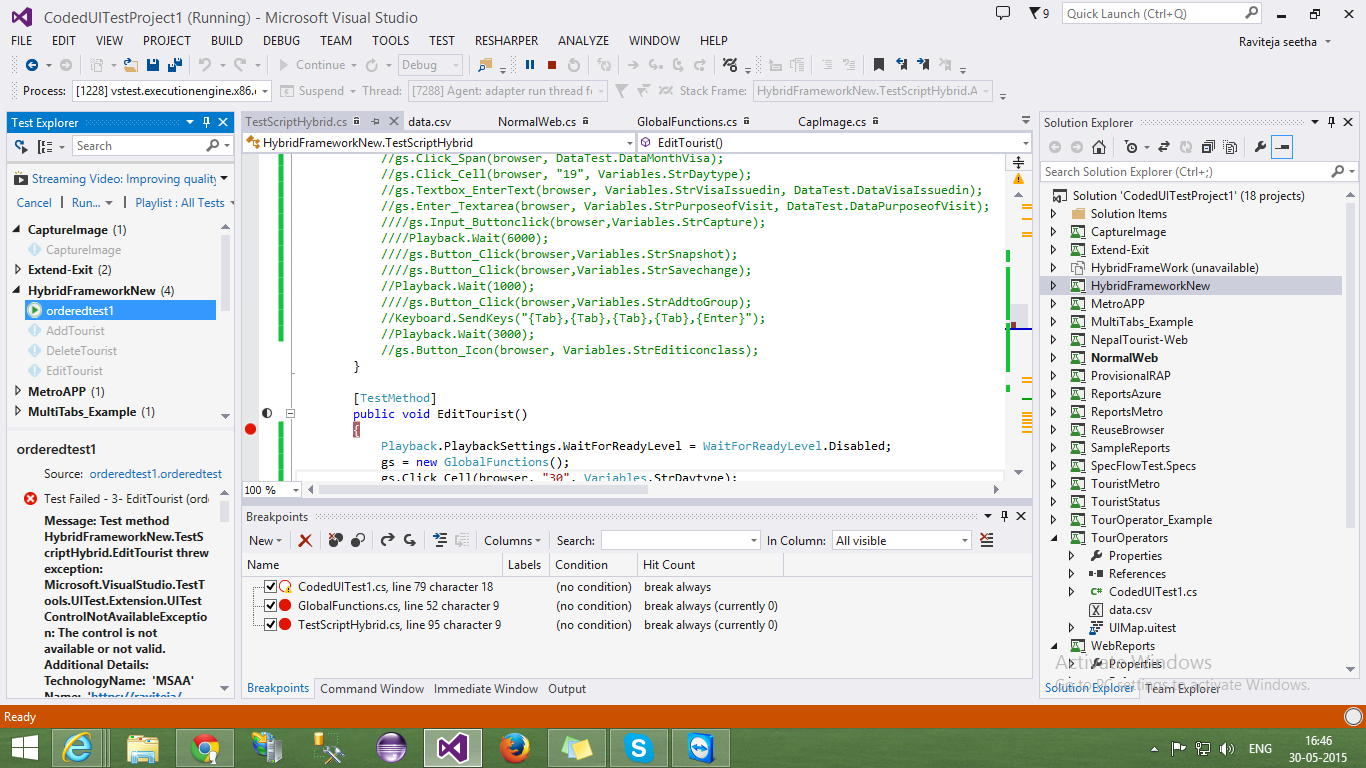 CodedUITestProject1 (Running) - Microsoft Visual Studio
9
Quick Launch (Ctrl+Q)
FILE EDIT VIEW PROJECT BUILD DEBUG TEAM TOOLS TEST RESHARPER ANALYZE WINDOW HELP
Raviteja seetha
Continue Debug
Process: [1228] vstest.executionengine.x86. Suspend Thread: [7288] Agent: adapter run thread Stack Frame: HybridFrameworkNew.TestScriptHybrid.A
Test Explorer
Search
Streaming Video: Improving quality
Cancel | Run... | Playlist : All Tests
CaptureImage (1)
CaptureImage
Extend-Exit (2)
HybridFrameworkNew (4)
orderedtest1
AddTourist
DeleteTourist
EditTourist
MetroAPP (1)
MultiTabs_Example (1)
orderedtest1
Source: orderedtest1.orderedtest
Test Failed - 3- EditTourist (ord
Message: Test method
HybridFrameworkNew.TestS
criptHybrid.EditTourist threw
exception:
Microsoft.VisualStudio.TestT
ools.UITest.Extension.UITest
ControlNotAvailableExceptio
n: The control is not
available or not valid.
Additional Details:
TechnologyName: 'MSAA'
Name: 'https://raviteja/
TestScriptHybrid.cs data.csv NormalWeb.cs GlobalFunctions.cs CapImage.cs
HybridFrameworkNew.TestScriptHybrid EditTourist()
//gs.Click_Span(browser, DataTest.DataMonthVisa);
//gs.Click_Cell(browser, "19", Variables.StrDaytype);
//gs.Textbox_EnterText(browser, Variables.StrVisaIssuedin, DataTest.DataVisaIssuedin);
//gs.Enter_Textarea(browser, Variables.StrPurposeofVisit, DataTest.DataPurposeofVisit);
////gs.Input_Buttonclick(browser,Variables.StrCapture);
////Playback.Wait(6000);
////gs.Button_Click(browser,Variables.StrSnapshot);
////gs.Button_Click(browser,Variables.StrSavechange);
////Playback.Wait(1000);
////gs.Button_Click(browser,Variables.StrAddtoGroup);
//Keyboard.SendKeys("{Tab},{Tab},{Tab},{Tab},{Enter}");
//Playback.Wait(3000);
//gs.Button_Icon(browser, Variables.StrEditiconclass);
}
[TestMethod]
public void EditTourist()
{
Playback.PlaybackSettings.WaitForReadyLevel = WaitForReadyLevel.Disabled;
gs = new GlobalFunctions();
gs.Click_Cell(browser, "30", Variables.StrDaytype);
100 %
Breakpoints
New Columns Search: In Column: All visible
Name Labels Condition Hit Count
CodedUITest1.cs, line 79 character 18 (no condition) break always
GlobalFunctions.cs, line 52 character 9 (no condition) break always (currently 0)
TestScriptHybrid.cs, line 95 character 9 (no condition) break always (currently 0)
Breakpoints Command Window Immediate Window Output
Solution Explorer
Search Solution Explorer (Ctrl+;)
Solution 'CodedUITestProject1' (18 projects)
Solution Items
CaptureImage
Extend-Exit
HybridFrameWork (unavailable)
HybridFrameworkNew
MetroAPP
MultiTabs_Example
NepalTourist-Web
NormalWeb
ProvisionalRAP
ReportsAzure
ReportsMetro
ReuseBrowser
SampleReports
SpecFlowTest.Specs
TouristMetro
TouristStatus
TourOperator_Example
TourOperators
Properties
References
CodedUITest1.cs
data.csv
UIMap.uitest
WebReports
Properties
Activate Windows
Go to PC settings to activate Windows.
Solution Explorer Team Explorer
Ready
ENG
16:46
30-05-2015